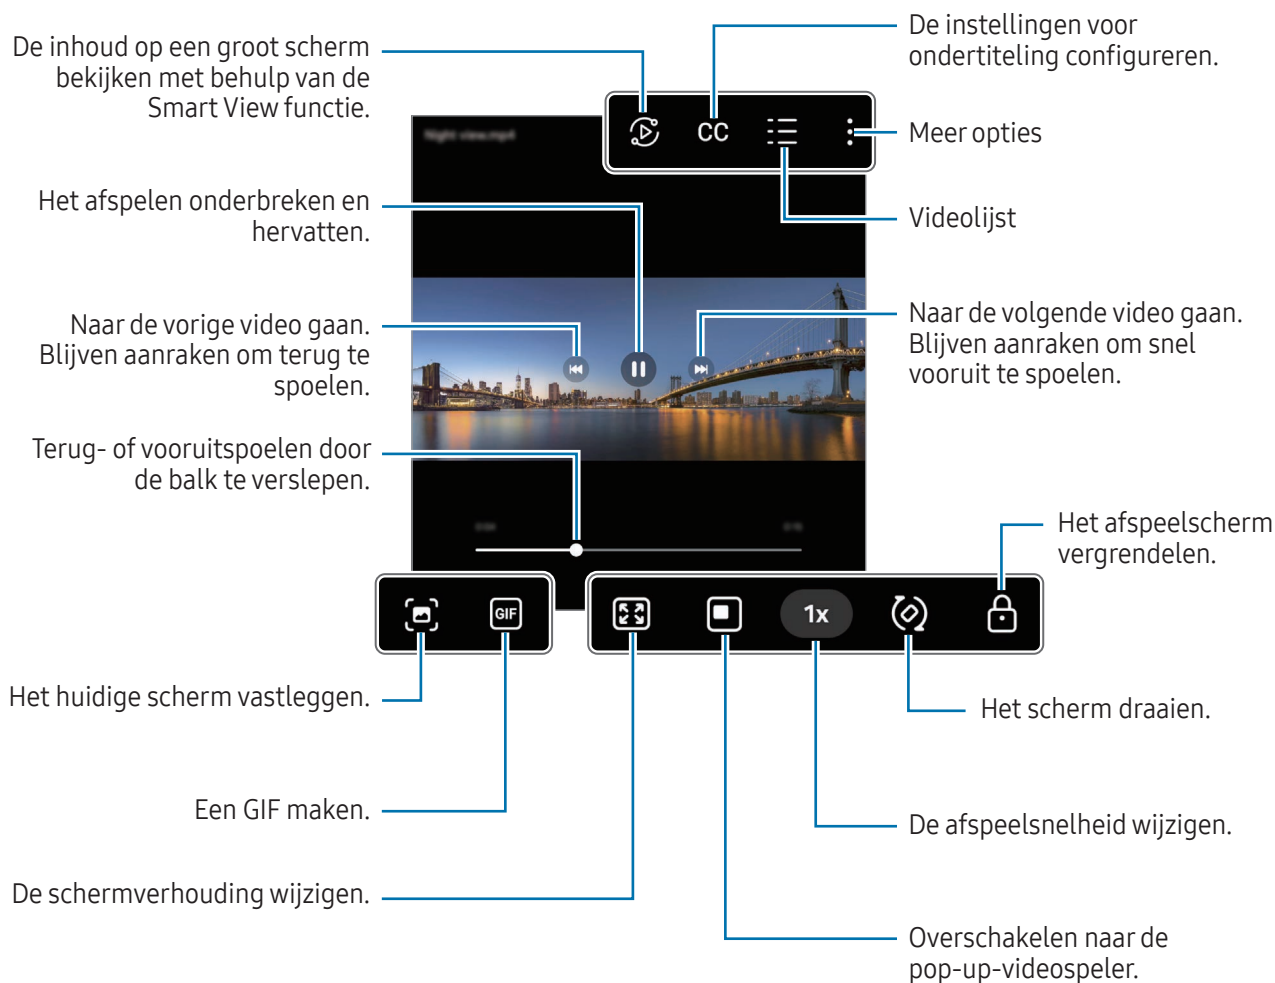 De inhoud op een groot scherm
bekijken met behulp van de
Smart View functie.
De instellingen voor
ondertiteling configureren.
CC
Meer opties
Night view.mp4
Het afspelen onderbreken en
hervatten.
Videolijst
Naar de vorige video gaan.
Blijven aanraken om terug te
spoelen.
Naar de volgende video gaan.
Blijven aanraken om snel
vooruit te spoelen.
Terug- of vooruitspoelen door
de balk te verslepen.
Het afspeelscherm
vergrendelen.
GIF
1x
Het huidige scherm vastleggen.
Het scherm draaien.
Een GIF maken.
De afspeelsnelheid wijzigen.
De schermverhouding wijzigen.
Overschakelen naar de
pop-up-videospeler.